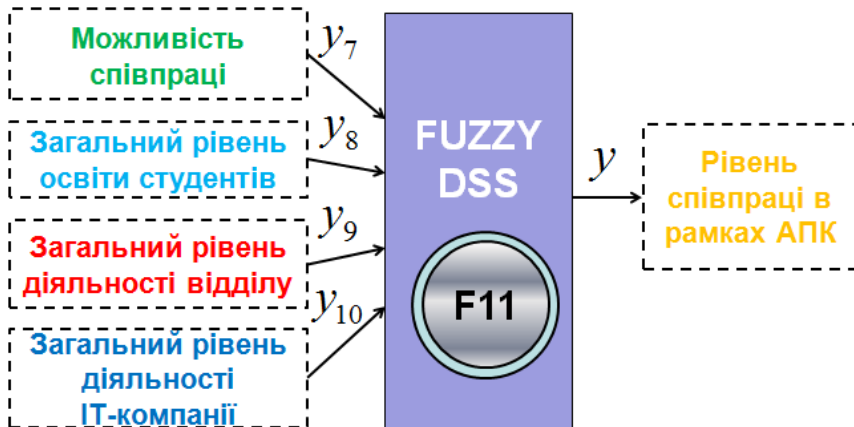 Можливість
співпраці
y7
Загальний рівень
освіти студентів
y8
Загальний рівень
діяльності відділу
y9
Загальний рівень
діяльності
ІТ-компанії
y10
FUZZY
DSS
F11
y
Рівень
співпраці в
рамках АПК